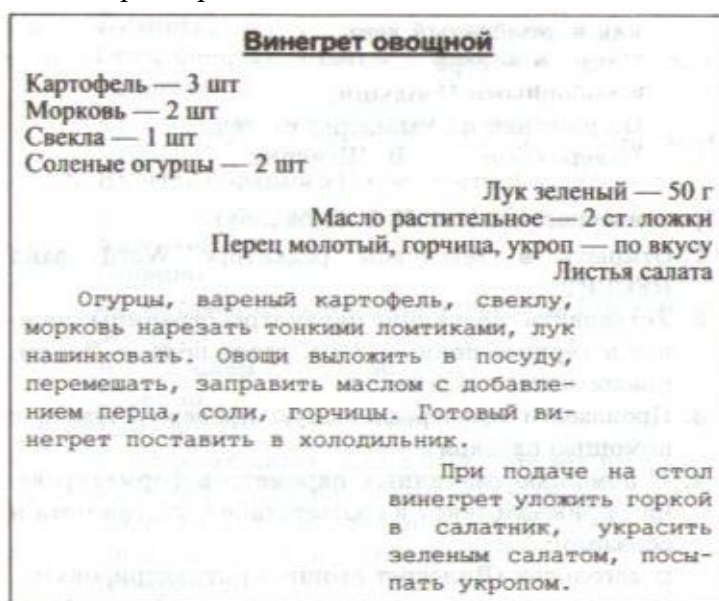 Винегрет овощной
Картофель — 3 шт
Морковь — 2 шт
Свекла — 1 шт
Соленые огурцы — 2 шт
Лук зеленый — 50 г
Масло растительное — 2 ст. ложки
Перец молотый, горчица, укроп — по вкусу
Листья салата
Огурцы, вареный картофель, свеклу,
морковь нарезать тонкими ломтиками, лук
нашинковать. Овощи выложить в посуду,
перемешать, заправить маслом с добавле-
нием перца, соли, горчицы. Готовый ви-
негрет поставить в холодильник.
При подаче на стол
винегрет уложить горкой
в салатник, украсить
зеленым салатом, посы-
пать укропом.